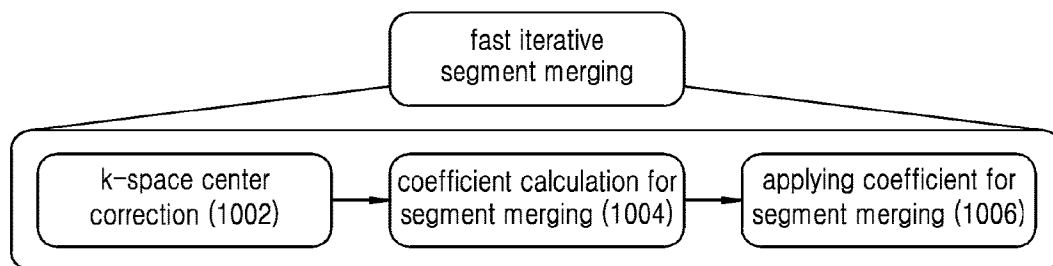 fast iterative
segment merging
k-space center
correction (1002)
coefficient calculation for
segment merging (1004)
applying coefficient for
segment merging (1006)